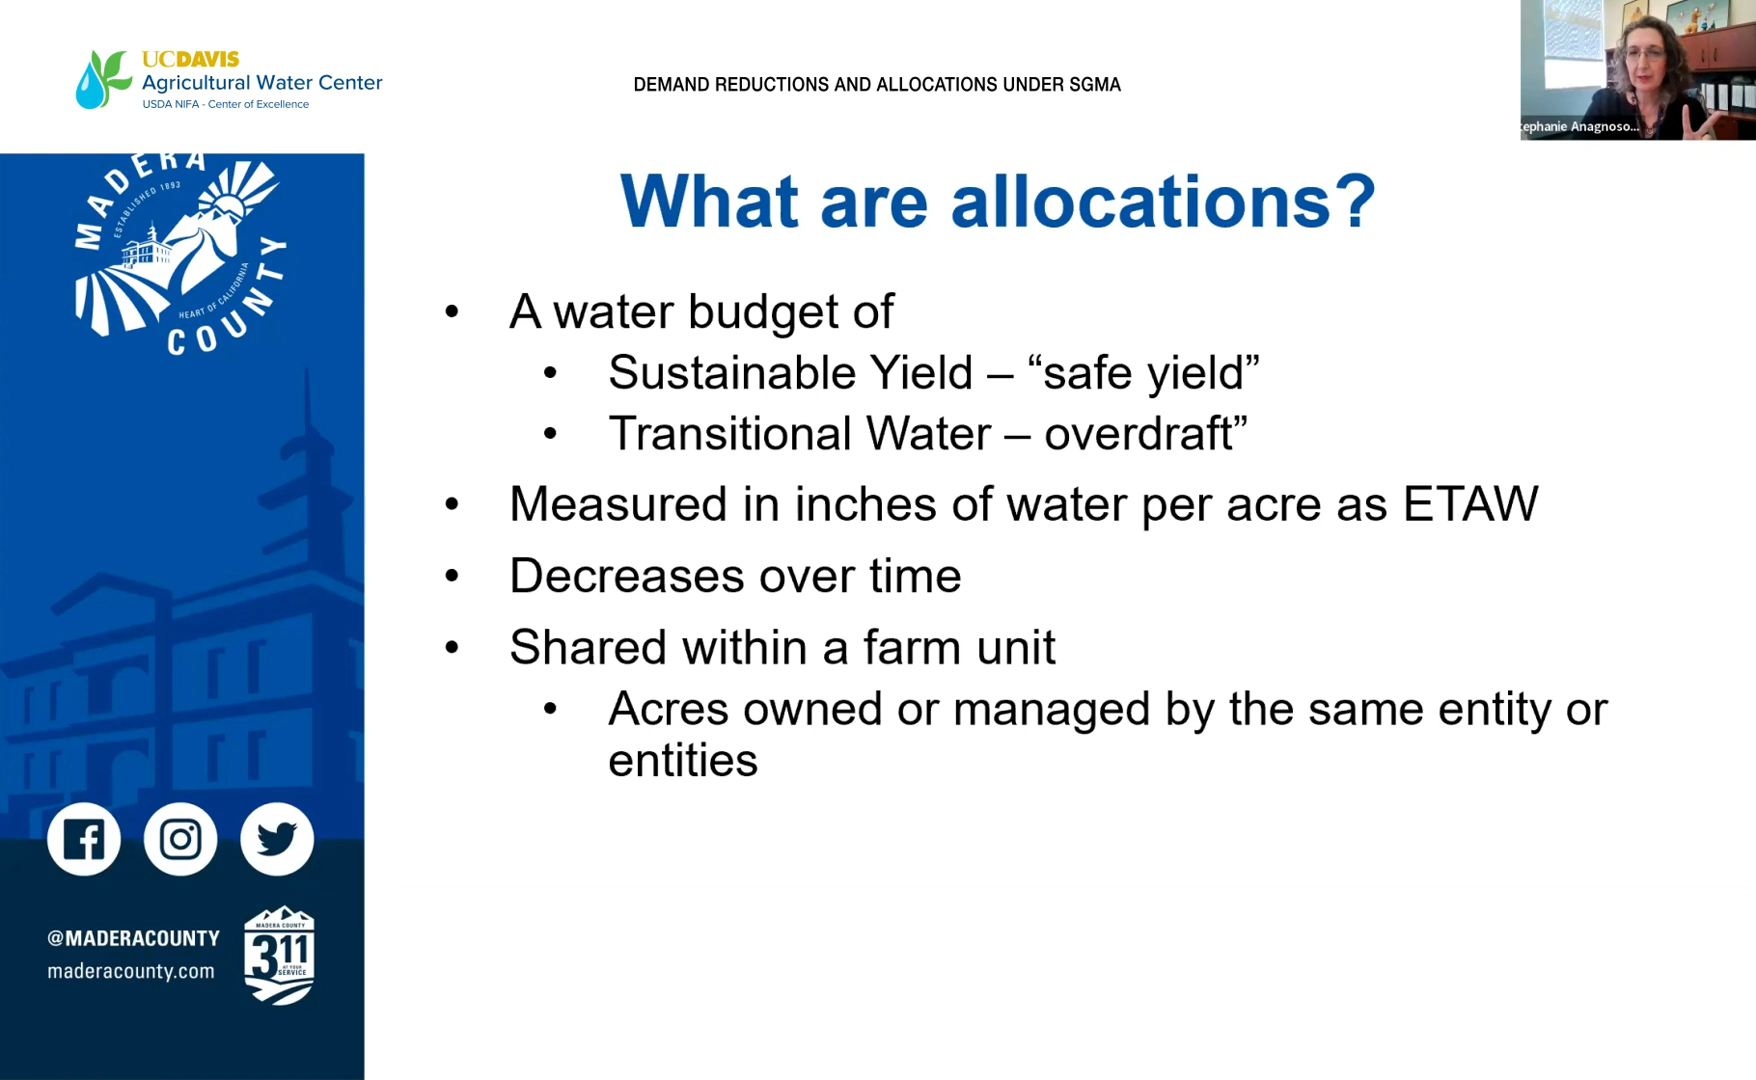 UCDAVIS
Agricultural Water Center
USDA NIFA - Center of Excellence
DEMAND REDUCTIONS AND ALLOCATIONS UNDER SGMA
tephanie Anagnoso...
MADERA
ESTABLISHED 1893
HEART OF CALIFORNIA
COUNTY
What are allocations?
• A water budget of
• Sustainable Yield – “safe yield”
• Transitional Water – overdraft”
• Measured in inches of water per acre as ETAW
• Decreases over time
• Shared within a farm unit
• Acres owned or managed by the same entity or
entities
@MADERACOUNTY
maderacounty.com
MADERA COUNTY
311
AT YOUR
SERVICE